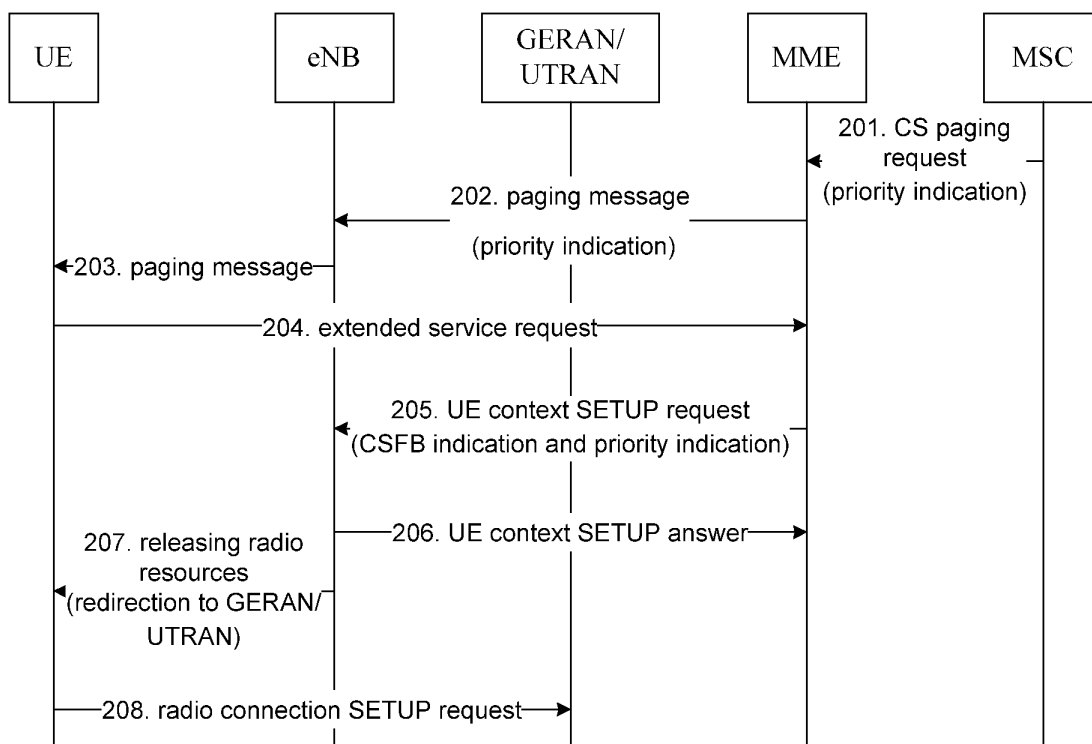 UE
eNB
GERAN/
UTRAN
MME
MSC
201. CS paging
request
(priority indication)
202. paging message
(priority indication)
203. paging message
204. extended service request
205. UE context SETUP request
(CSFB indication and priority indication)
206. UE context SETUP answer
207. releasing radio
resources
(redirection to GERAN/
UTRAN)
208. radio connection SETUP request